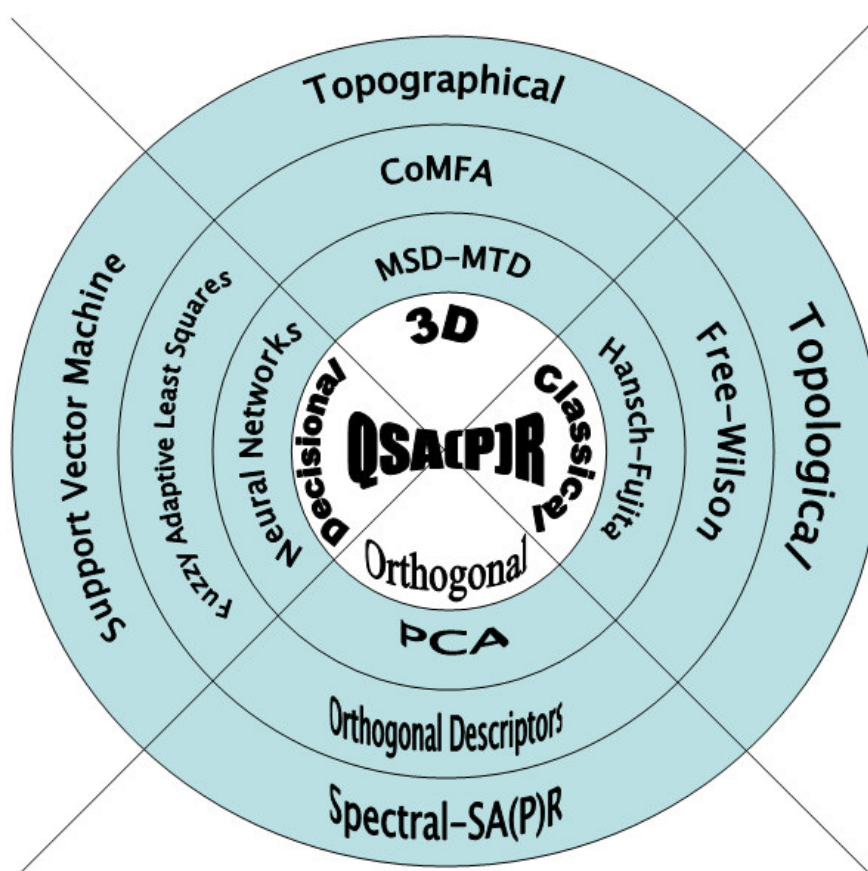 Topographical
CoMFA
MSD-MTD
3D
Support Vector Machine
Fuzzy Adaptive Least Squares
Neural Networks
Decisional
QSA(P)R
Classical
Hansch-Fujita
Free-Wilson
Topological
Orthogonal
PCA
Orthogonal Descriptors
Spectral-SA(P)R